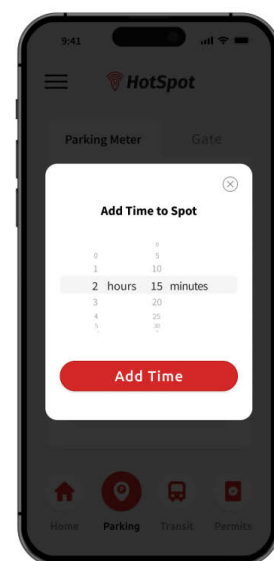 9:41
HotSpot
Parking Meter Gate
Add Time to Spot
0
0 5
1 10
2 hours 15 minutes
3 20
4 25
5 30
Add Time
Home Parking Transit Permits